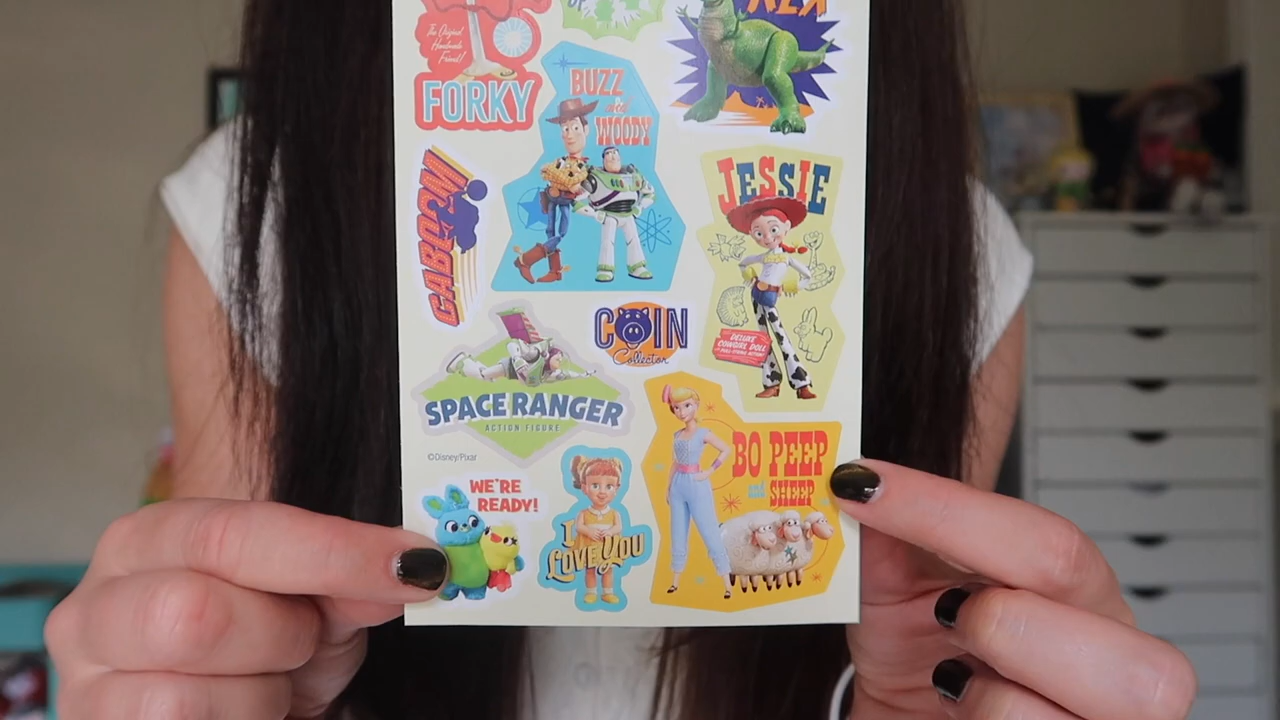 The Original
Handmade
Friend!
FORKY
REX
BUZZ
and
WOODY
CABOOM
JESSIE
DELUXE
COWGIRL DOLL
COIN
Collector
SPACE RANGER
ACTION FIGURE
©Disney/Pixar
WE'RE
READY!
I
LOVE YOU
BO PEEP
and SHEEP